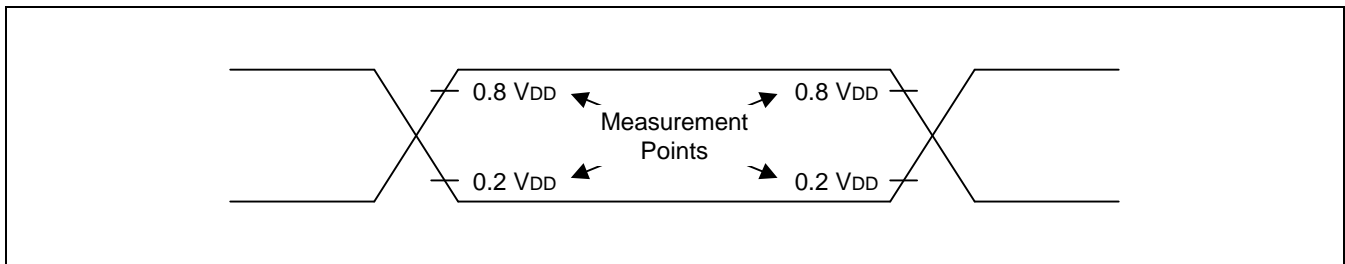 0.8 VDD 0.8 VDD
Measurement
Points
0.2 VDD 0.2 VDD